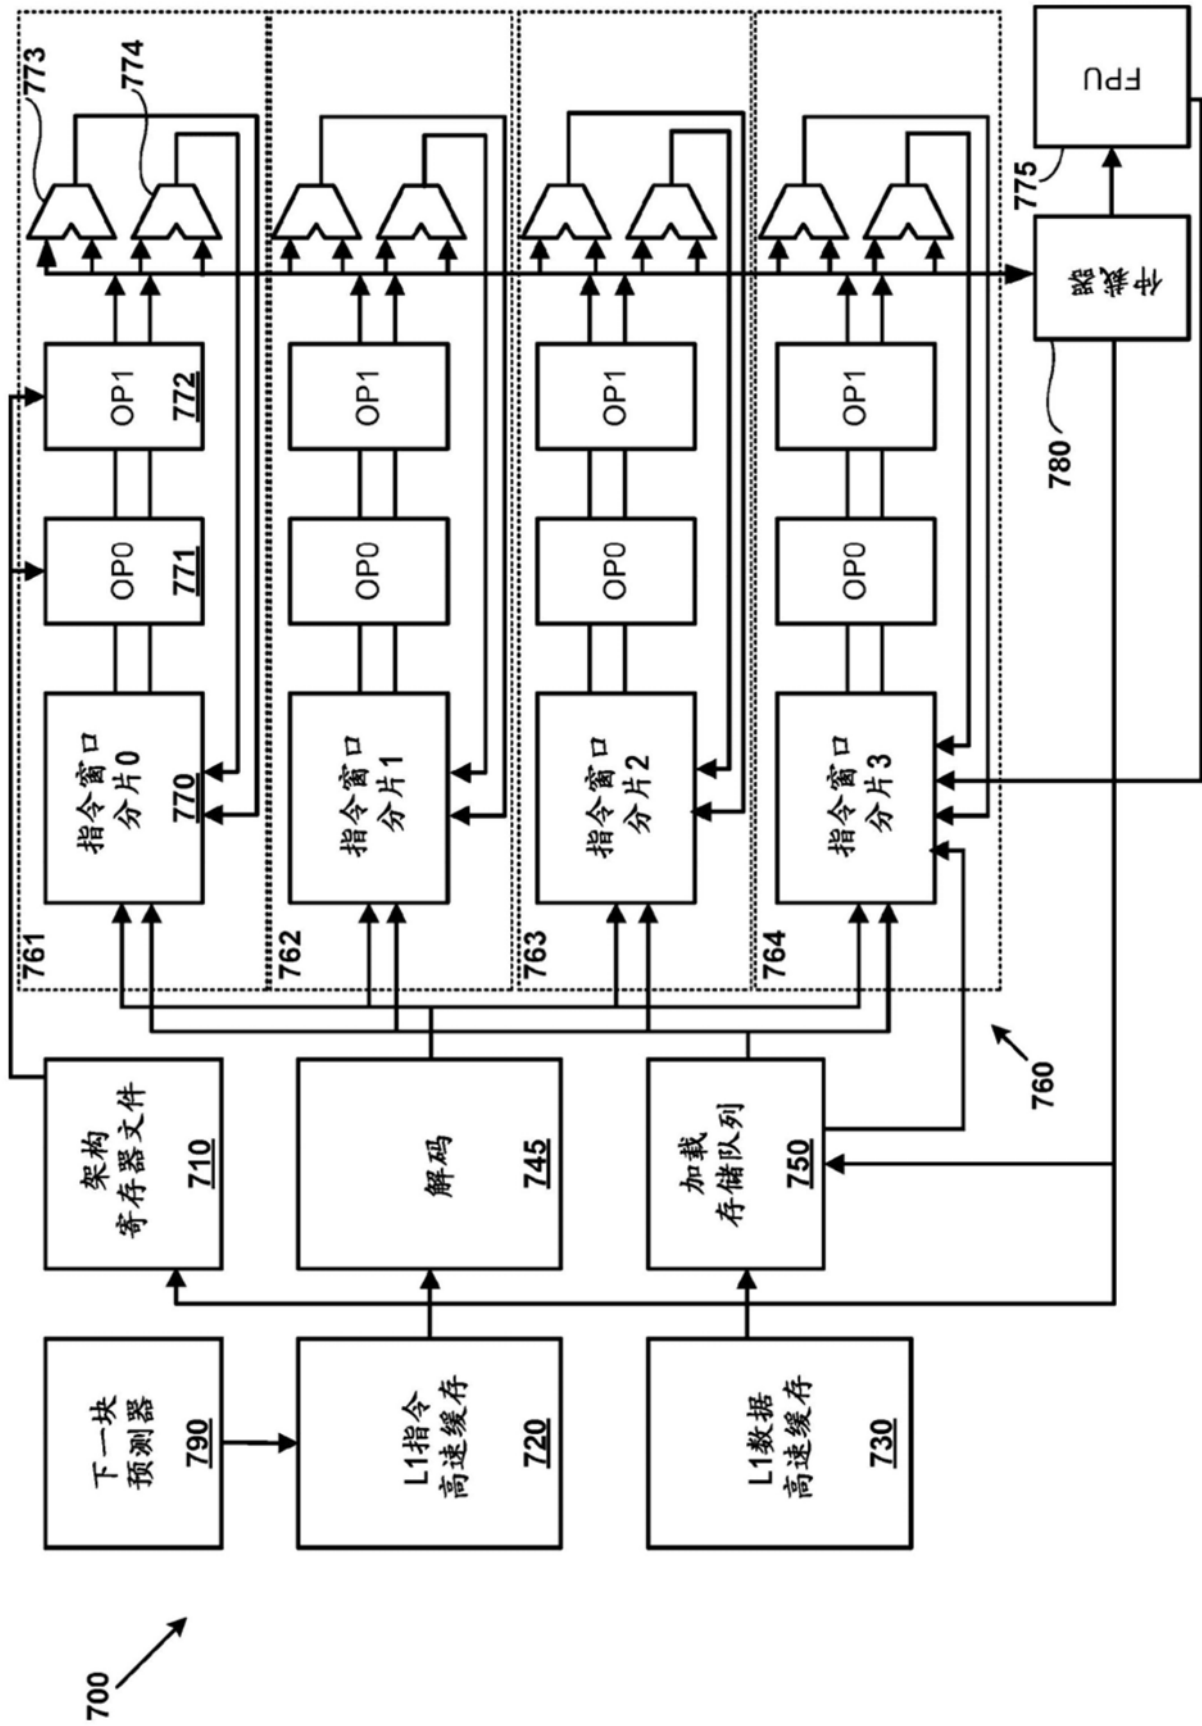 700
下一块
预测器
790
L1指令
高速缓存
720
L1数据
高速缓存
730
架构
寄存器文件
710
解码
745
加载
存储队列
750
760
761
指令窗口
分片0
770
OP0
771
OP1
772
773
774
762
指令窗口
分片1
OP0
OP1
763
指令窗口
分片2
OP0
OP1
764
指令窗口
分片3
OP0
OP1
780
仲裁器
775
FPU